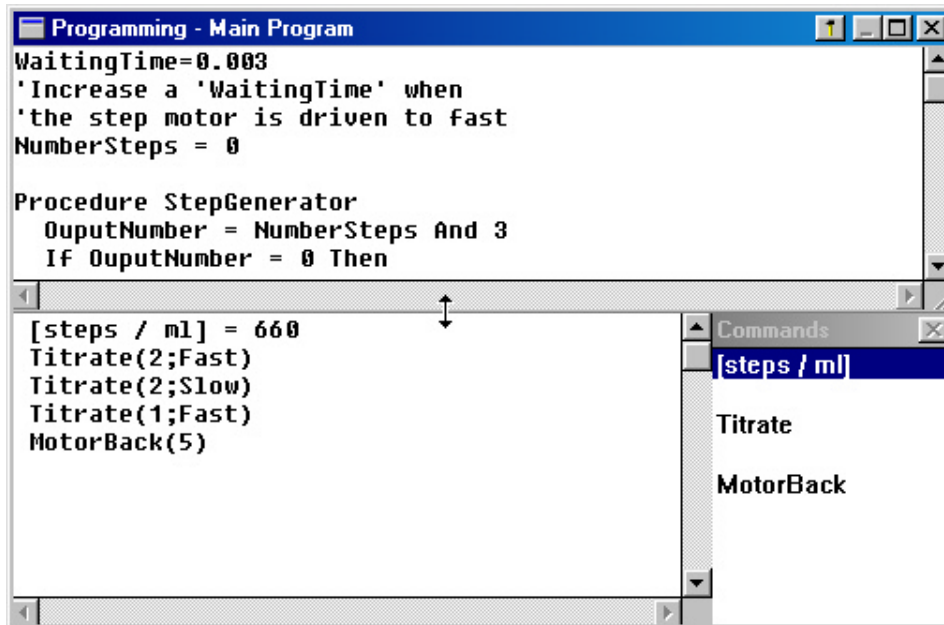 Programming - Main Program
WaitingTime=0.003
'Increase a 'WaitingTime' when
'the step motor is driven to fast
NumberSteps = 0
Procedure StepGenerator
OuputNumber = NumberSteps And 3
If OuputNumber = 0 Then
[steps / ml] = 660
Titrate(2;Fast)
Titrate(2;Slow)
Titrate(1;Fast)
MotorBack(5)
Commands
[steps / ml]
Titrate
MotorBack